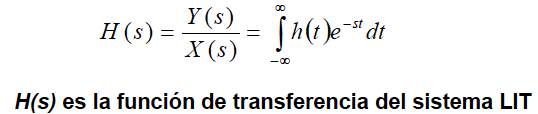 H(s) = Y(s) / X(s) = ∫_{-∞}^{∞} h(t)e^{-st} dt
H(s) es la función de transferencia del sistema LIT